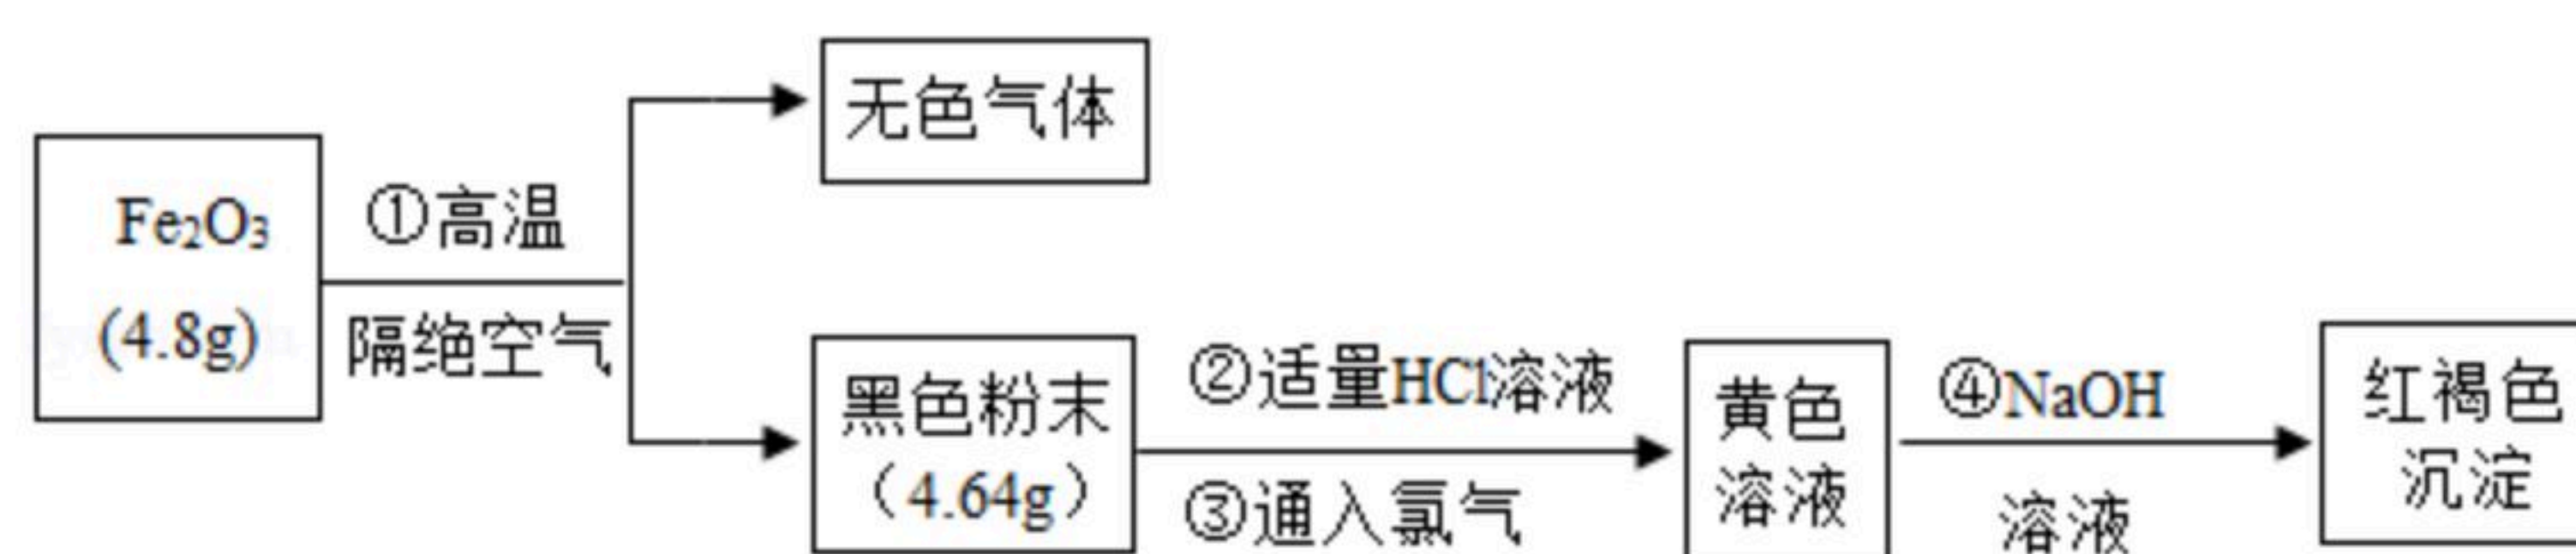 无色气体
Fe₂O₃
(4.8g)
①高温
隔绝空气
黑色粉末
（4.64g）
②适量HCl溶液
③通入氯气
黄色
溶液
④NaOH
溶液
红褐色
沉淀